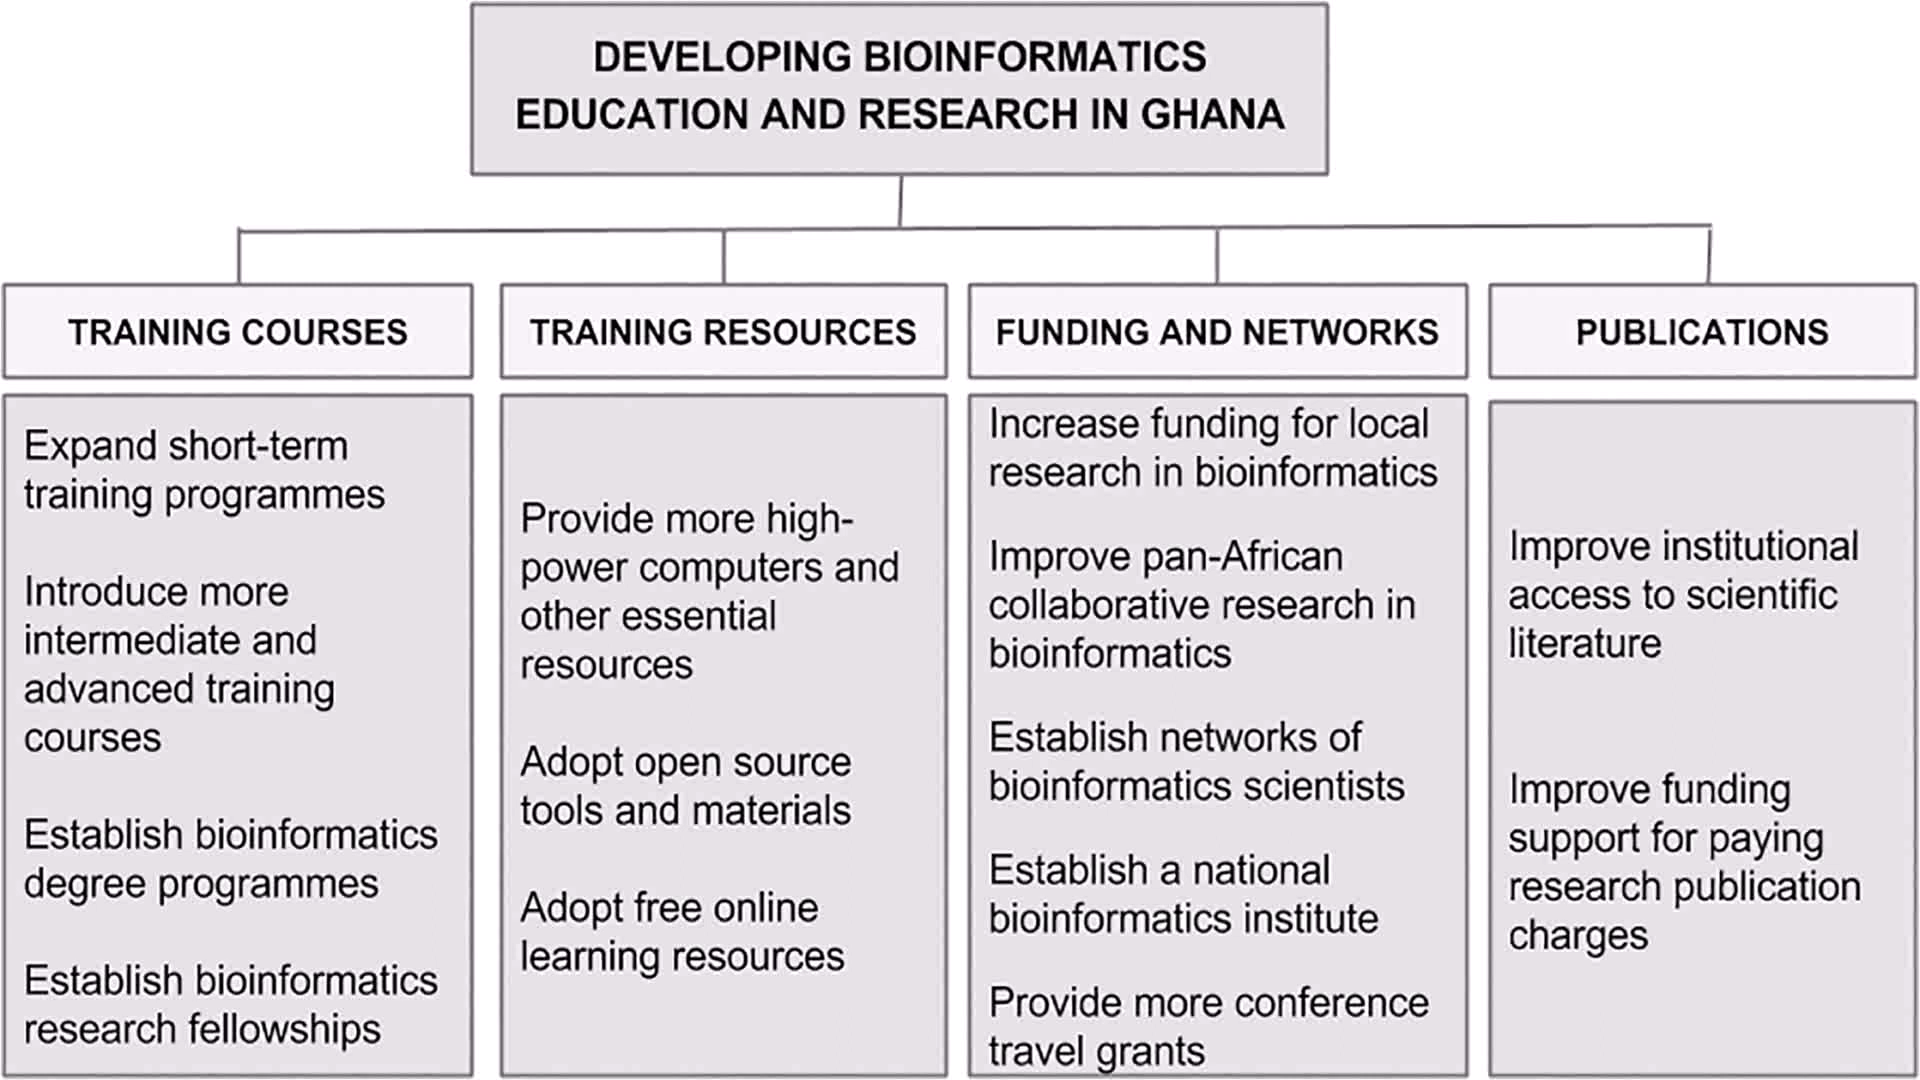 DEVELOPING BIOINFORMATICS
EDUCATION AND RESEARCH IN GHANA
TRAINING COURSES
Expand short-term
training programmes
Introduce more
intermediate and
advanced training
courses
Establish bioinformatics
degree programmes
Establish bioinformatics
research fellowships
TRAINING RESOURCES
Provide more high-
power computers and
other essential
resources
Adopt open source
tools and materials
Adopt free online
learning resources
FUNDING AND NETWORKS
Increase funding for local
research in bioinformatics
Improve pan-African
collaborative research in
bioinformatics
Establish networks of
bioinformatics scientists
Establish a national
bioinformatics institute
Provide more conference
travel grants
PUBLICATIONS
Improve institutional
access to scientific
literature
Improve funding
support for paying
research publication
charges